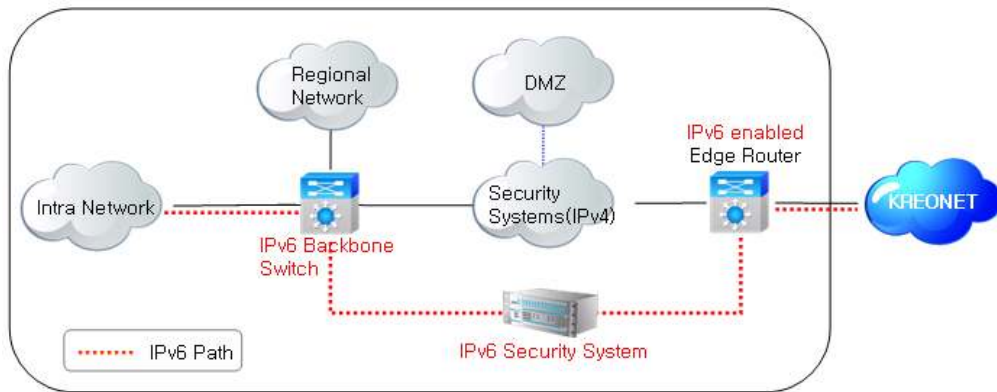 Regional
Network
DMZ
IPv6 enabled
Edge Router
Intra Network
Security
Systems(IPv4)
KREONET
IPv6 Backbone
Switch
IPv6 Security System
IPv6 Path